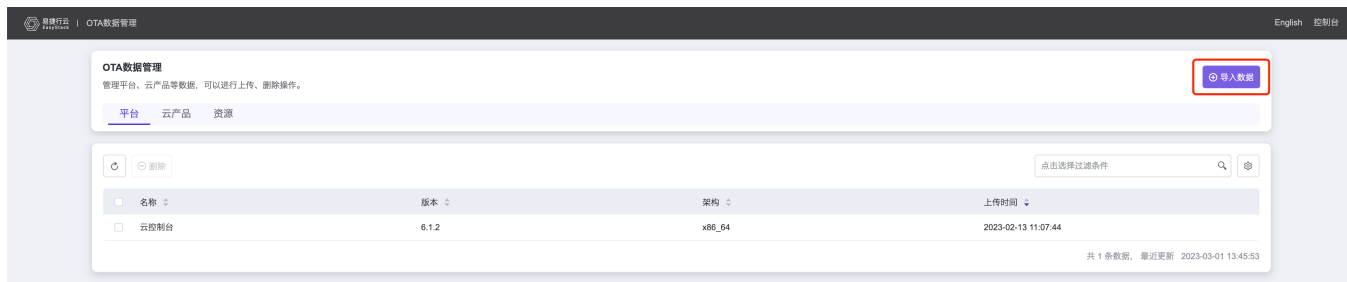 易捷行云 EasyStack | OTA数据管理 English 控制台
OTA数据管理
管理平台、云产品等数据，可以进行上传、删除操作。
导入数据
平台 云产品 资源
删除 点击选择过滤条件
名称 版本 架构 上传时间
云控制台 6.1.2 x86_64 2023-02-13 11:07:44
共 1 条数据， 最近更新 2023-03-01 13:45:53